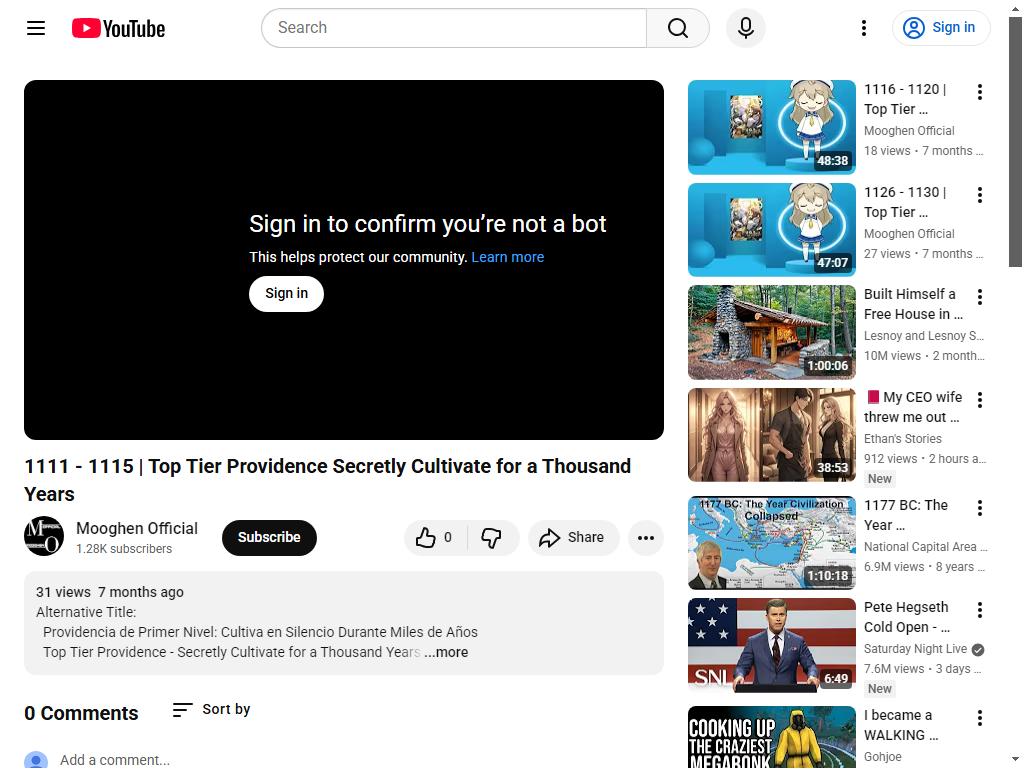 YouTube
Search
Sign in
Sign in to confirm you’re not a bot
This helps protect our community. Learn more
Sign in
1111 - 1115 | Top Tier Providence Secretly Cultivate for a Thousand
Years
Mooghen Official
1.28K subscribers
Subscribe
0
Share
31 views 7 months ago
Alternative Title:
Providencia de Primer Nivel: Cultiva en Silencio Durante Miles de Años
Top Tier Providence - Secretly Cultivate for a Thousand Years ...more
0 Comments
Sort by
Add a comment...
48:38
1116 - 1120 |
Top Tier ...
Mooghen Official
18 views • 7 months ...
47:07
1126 - 1130 |
Top Tier ...
Mooghen Official
27 views • 7 months ...
1:00:06
Built Himself a
Free House in ...
Lesnoy and Lesnoy S...
10M views • 2 month...
38:53
My CEO wife
threw me out ...
Ethan's Stories
912 views • 2 hours a...
New
1177 BC: The Year Civilization
Collapsed
1:10:18
1177 BC: The
Year ...
National Capital Area ...
6.9M views • 8 years ...
SNL
6:49
Pete Hegseth
Cold Open - ...
Saturday Night Live
7.6M views • 3 days ...
New
COOKING UP
THE CRAZIEST
MEGABONK
I became a
WALKING ...
Gohjoe